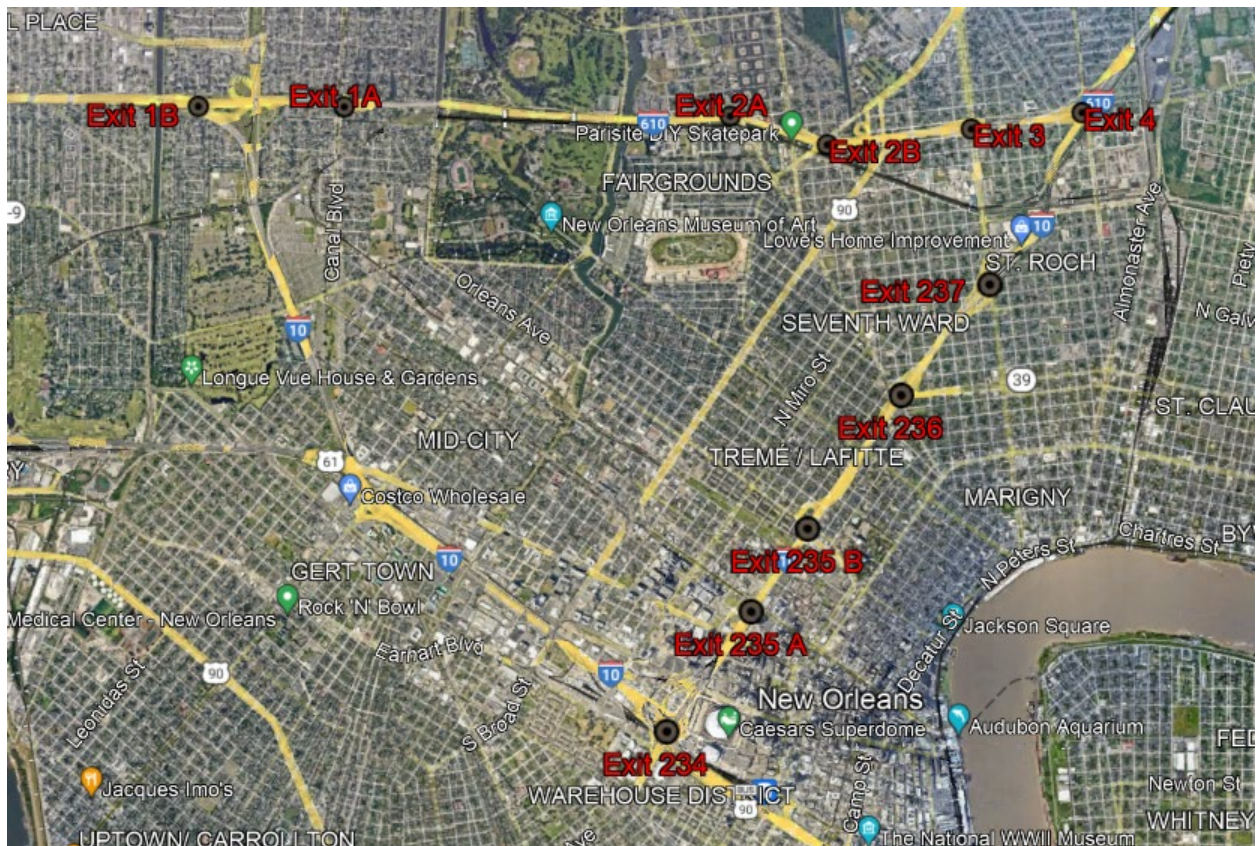 L PLACE
Exit 1B
Exit 1A
Exit 2A
610
Parisite DIY Skatepark
Exit 2B
Exit 3
610
Exit 4
FAIRGROUNDS
90
New Orleans Museum of Art
Lowe's Home Improvement
10
ST. ROCH
-9
Canal Blvd
Almonaster Ave
Piety
Orleans Ave
Exit 237
N Galv
10
SEVENTH WARD
Longue Vue House & Gardens
N Miro St
39
ST. CLAU
Exit 236
MID-CITY
TREMÉ / LAFITTE
61
RY
Costco Wholesale
MARIGNY
Chartres St
BY
10
Exit 235 B
N Peters St
GERT TOWN
Rock 'N' Bowl
Medical Center - New Orleans
Exit 235 A
Jackson Square
Earhart Blvd
Decatur St
90
10
Leonidas St
S Broad St
New Orleans
Caesars Superdome
Audubon Aquarium
FED
Exit 234
Jacques Imo's
WAREHOUSE DISTRICT
BUS
90
Camp St
Newton St
WHITNEY
UPTOWN/ CARROLLTON
Ave
The National WWII Museum